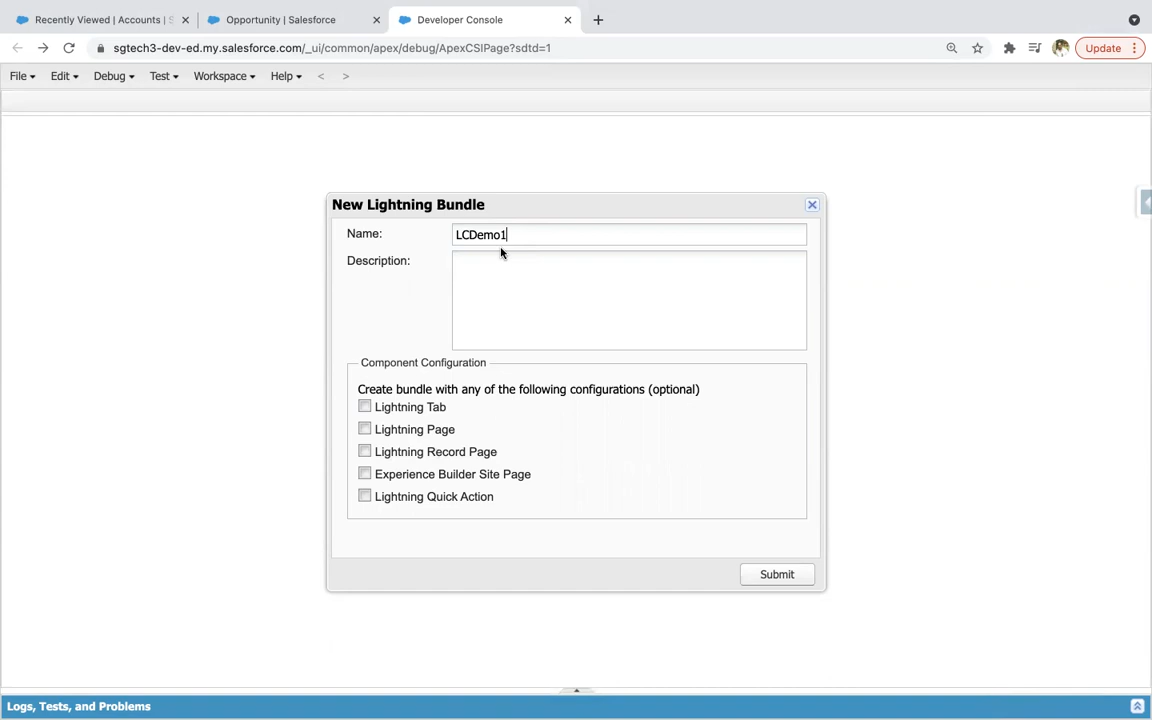 Recently Viewed | Accounts | S
Opportunity | Salesforce
Developer Console
sgtech3-dev-ed.my.salesforce.com/_ui/common/apex/debug/ApexCSIPage?sdtd=1
Update
File Edit Debug Test Workspace Help < >
New Lightning Bundle
Name: LCDemo1
Description:
Component Configuration
Create bundle with any of the following configurations (optional)
Lightning Tab
Lightning Page
Lightning Record Page
Experience Builder Site Page
Lightning Quick Action
Submit
Logs, Tests, and Problems